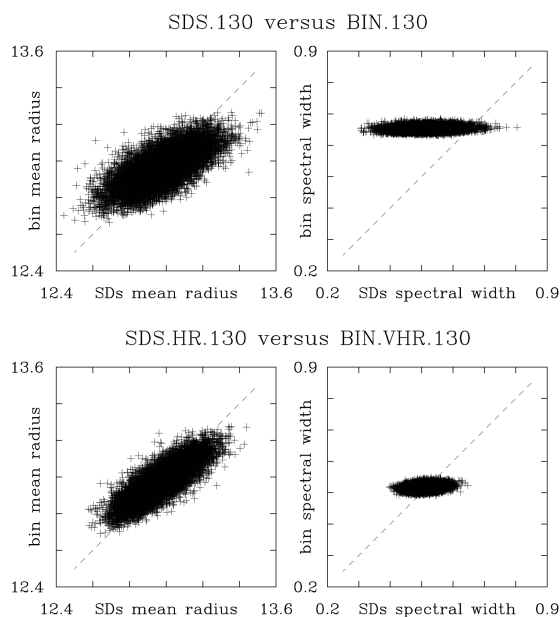 SDS.130 versus BIN.130
13.6
bin mean radius
12.4
12.4
SDs mean radius
13.6
0.9
bin spectral width
0.2
0.2
SDs spectral width
0.9
SDS.HR.130 versus BIN.VHR.130
13.6
bin mean radius
12.4
12.4
SDs mean radius
13.6
0.9
bin spectral width
0.2
0.2
SDs spectral width
0.9